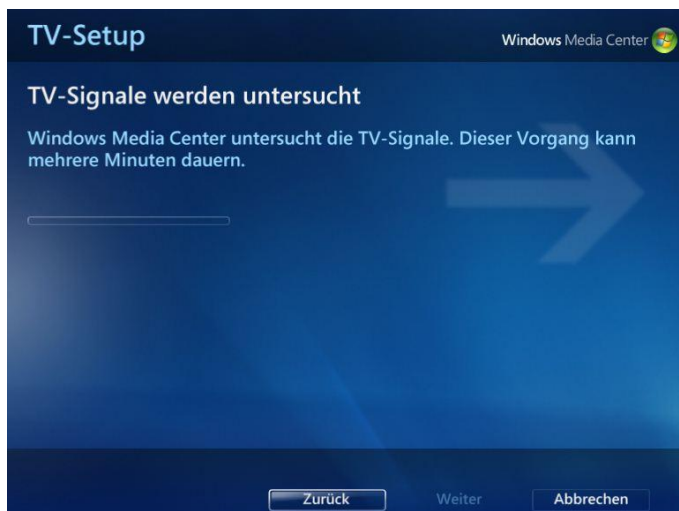 TV-Setup
Windows Media Center
TV-Signale werden untersucht
Windows Media Center untersucht die TV-Signale. Dieser Vorgang kann
mehrere Minuten dauern.
Zurück
Weiter
Abbrechen